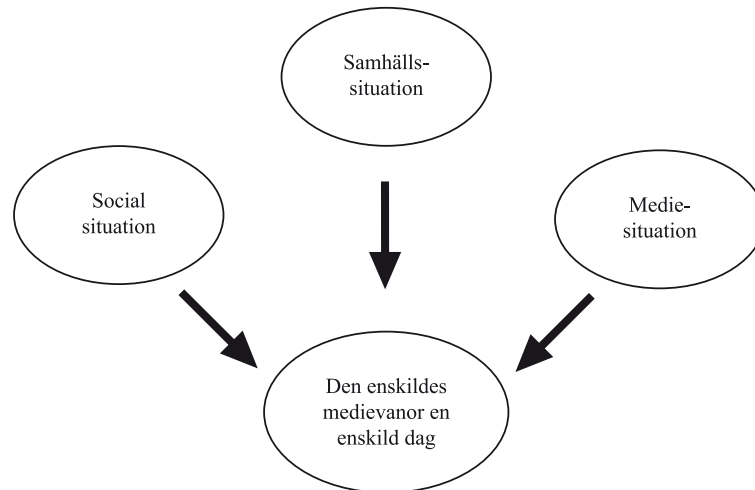 Samhälls-
situation
Social
situation
Medie-
situation
Den enskildes
medievanor en
enskild dag